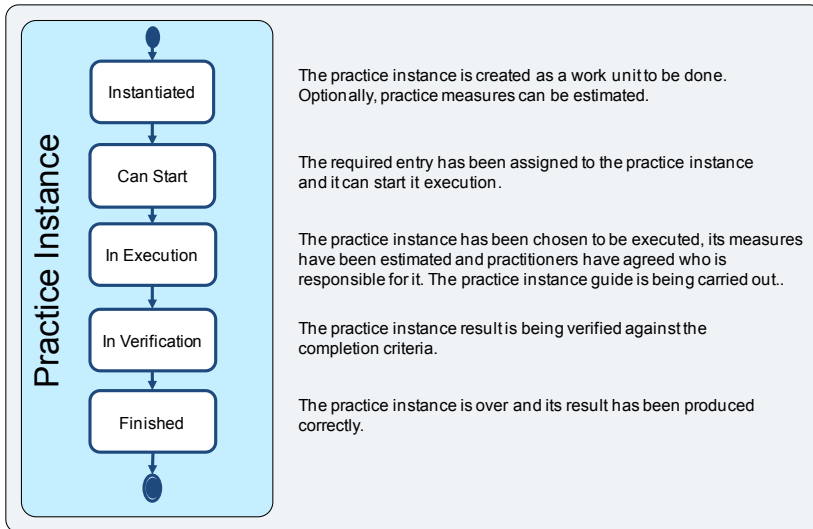 Practice Instance
Instantiated
The practice instance is created as a work unit to be done.
Optionally, practice measures can be estimated.
Can Start
The required entry has been assigned to the practice instance
and it can start it execution.
In Execution
The practice instance has been chosen to be executed, its measures
have been estimated and practitioners have agreed who is
responsible for it. The practice instance guide is being carried out..
In Verification
The practice instance result is being verified against the
completion criteria.
Finished
The practice instance is over and its result has been produced
correctly.